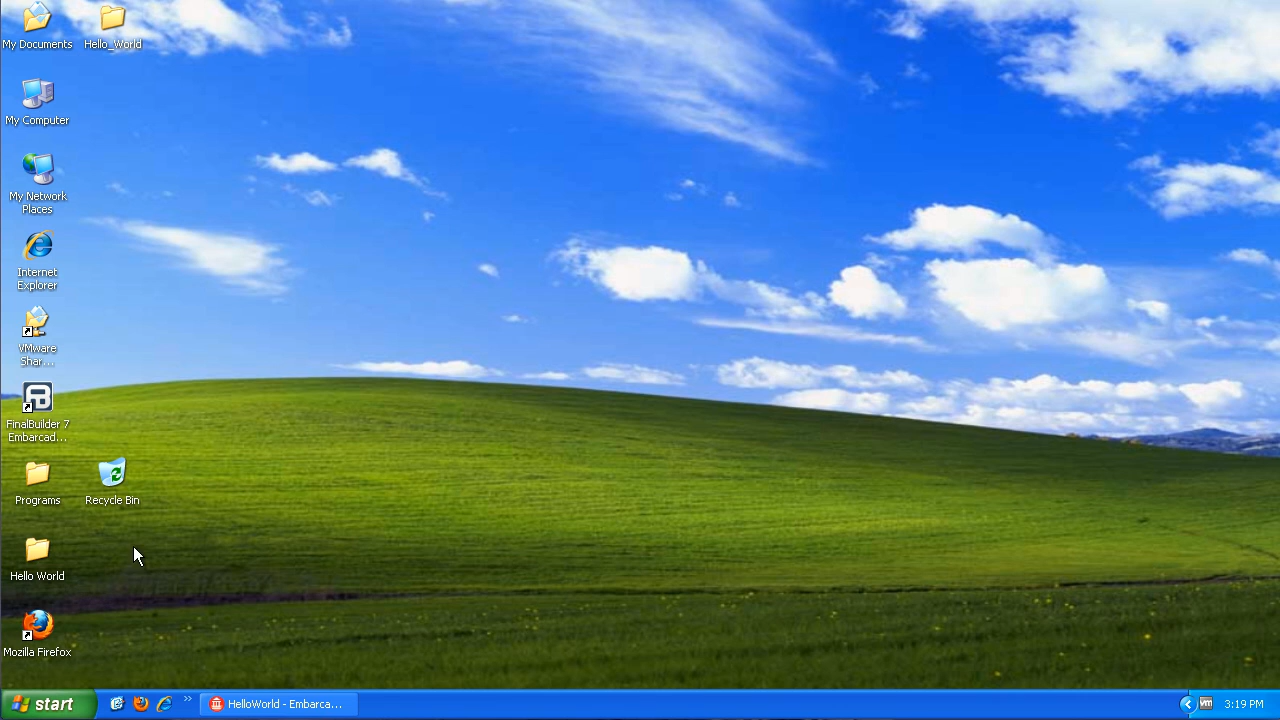 My Documents
Hello_World
My Computer
My Network
Places
Internet
Explorer
VMware
Shar...
FinalBuilder 7
Embarcad...
Programs
Recycle Bin
Hello World
Mozilla Firefox
start
HelloWorld - Embarca...
vm
3:19 PM